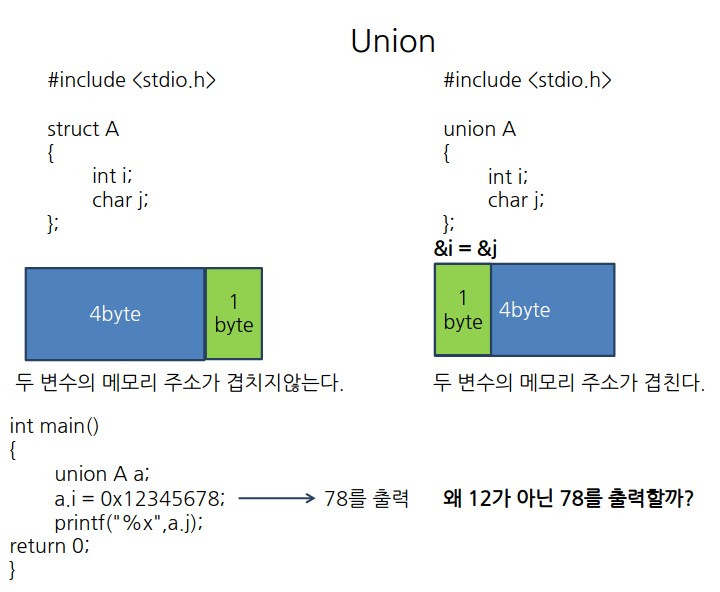 Union
#include <stdio.h>
struct A
{
int i;
char j;
};
4byte
1
byte
두 변수의 메모리 주소가 겹치지않는다.
#include <stdio.h>
union A
{
int i;
char j;
};
&i = &j
1
byte
4byte
두 변수의 메모리 주소가 겹친다.
int main()
{
union A a;
a.i = 0x12345678;
78를 출력
왜 12가 아닌 78를 출력할까?
printf("%x",a.j);
return 0;
}